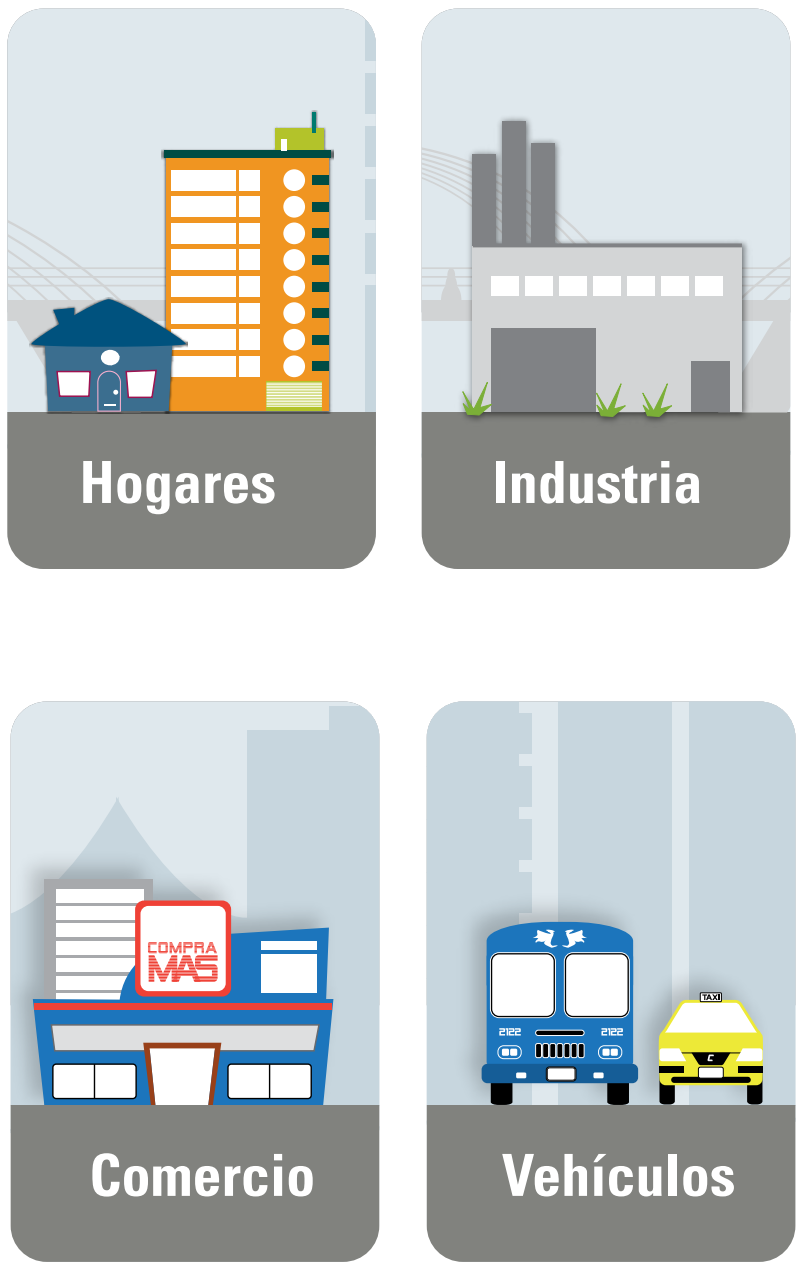 Hogares
Industria
COMPRA
MAS
Comercio
2122
2122
C
TAXI
Vehículos